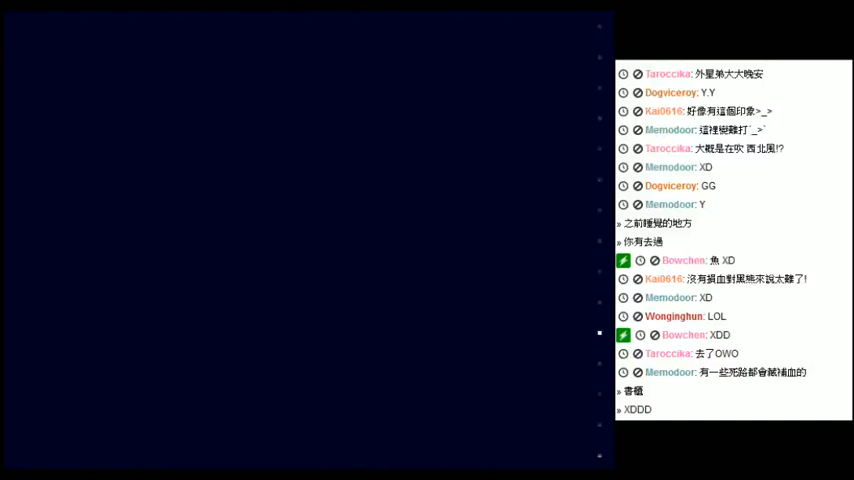 Taroccika: 外星弟大大晚安
Dogviceroy: Y.Y
Kai0616: 好像有這個印象>_>
Memodoor: 這裡變難打ˊ_>ˋ
Taroccika: 大概是在吹 西北風!?
Memodoor: XD
Dogviceroy: GG
Memodoor: Y
» 之前睡覺的地方
» 你有去過
Bowchen: 魚 XD
Kai0616: 沒有損血對黑熊來說太難了!
Memodoor: XD
Wonginghun: LOL
Bowchen: XDD
Taroccika: 去了OWO
Memodoor: 有一些死路都會藏補血的
» 書櫃
» XDDD